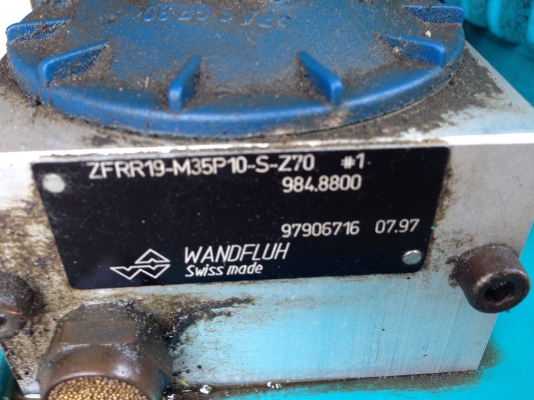 ZFRR19-M35P10-S-Z70 #1
984.8800
97906716 07.97
WANDFLUH
Swiss made